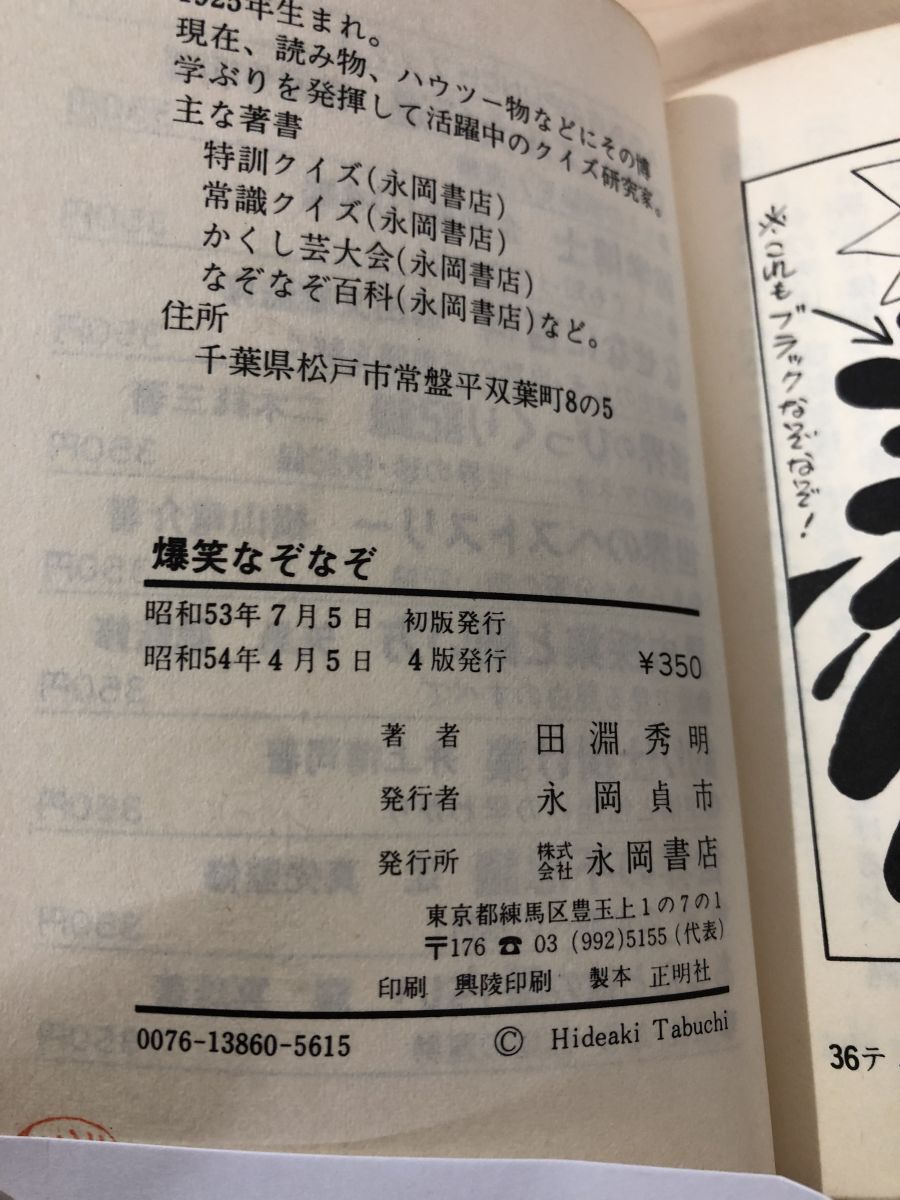 1925年生まれ。
現在、読み物、ハウツー物などにその博
学ぶりを発揮して活躍中のクイズ研究家。
主な著書
特訓クイズ(永岡書店)
常識クイズ(永岡書店)
かくし芸大会(永岡書店)
なぞなぞ百科(永岡書店)など。
住所
千葉県松戸市常盤平双葉町8の5
爆笑なぞなぞ
昭和53年7月5日 初版発行
昭和54年4月5日 4版発行 ¥350
著者 田淵秀明
発行者 永岡貞市
発行所 株式会社 永岡書店
東京都練馬区豊玉上1の7の1
〒176 ☎ 03 (992)5155 (代表)
印刷 興陵印刷 製本 正明社
0076-13860-5615 © Hideaki Tabuchi
※これもブラックなぞなぞ!
36テ